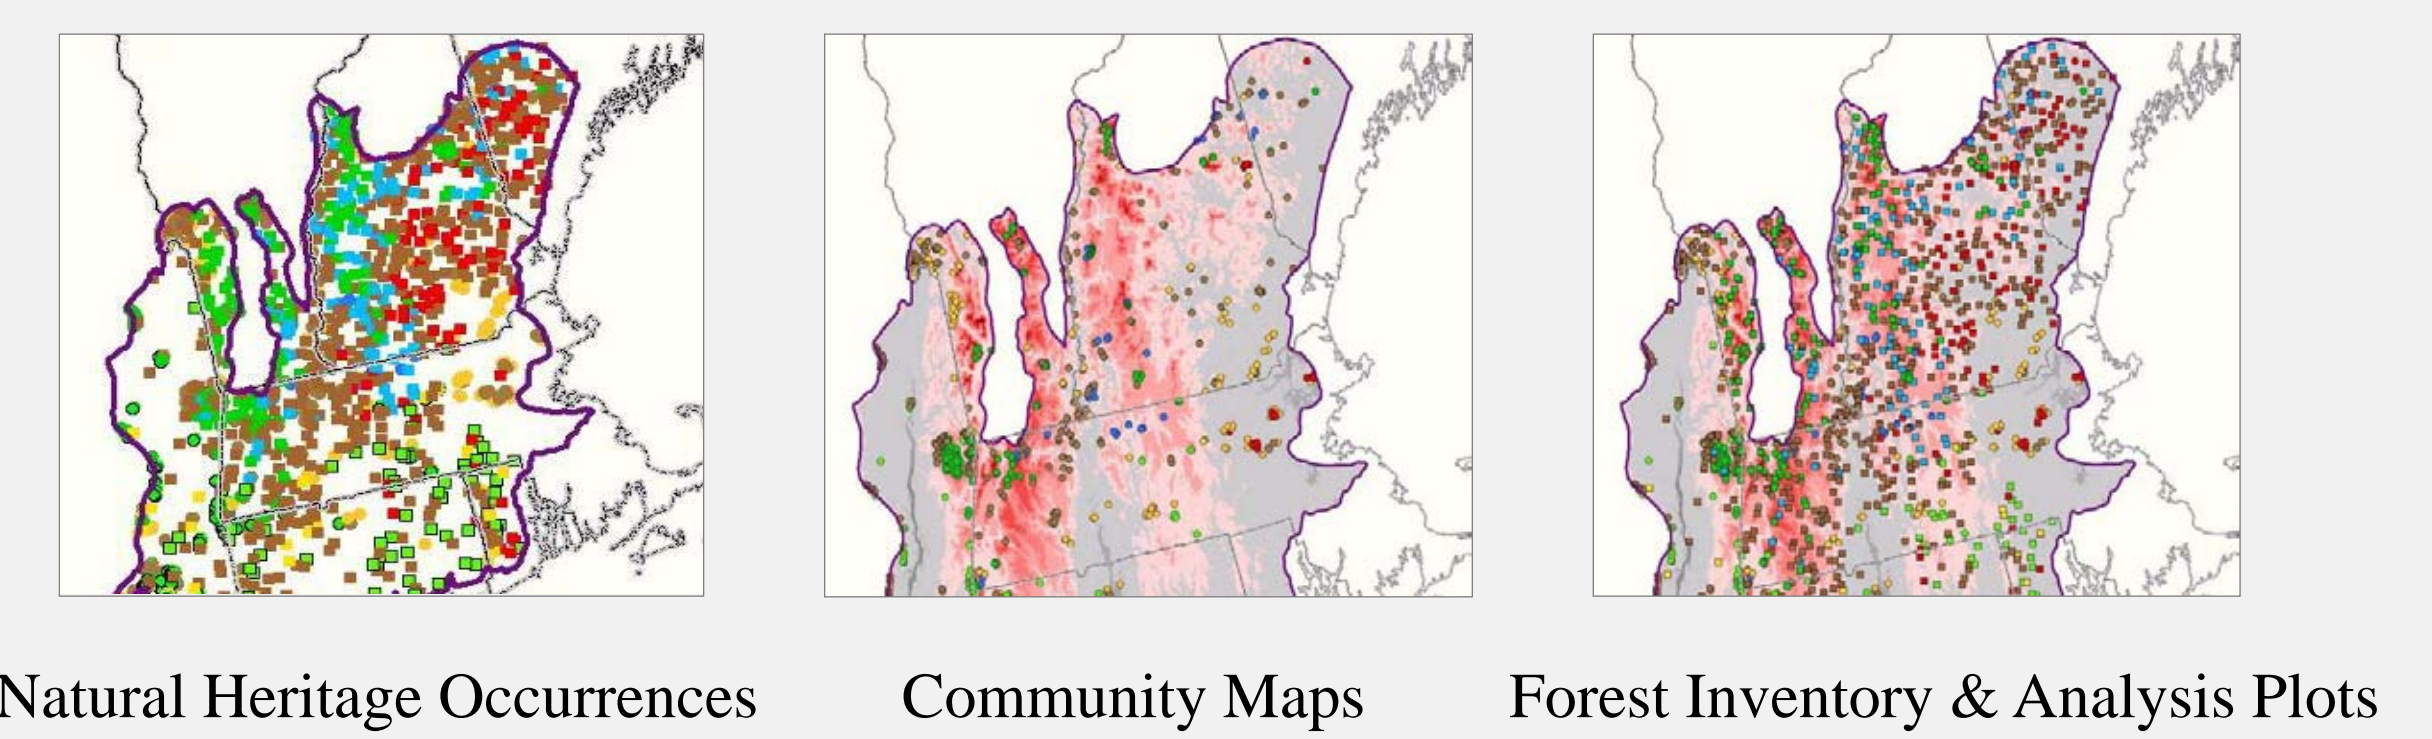 Natural Heritage Occurrences
Community Maps
Forest Inventory & Analysis Plots